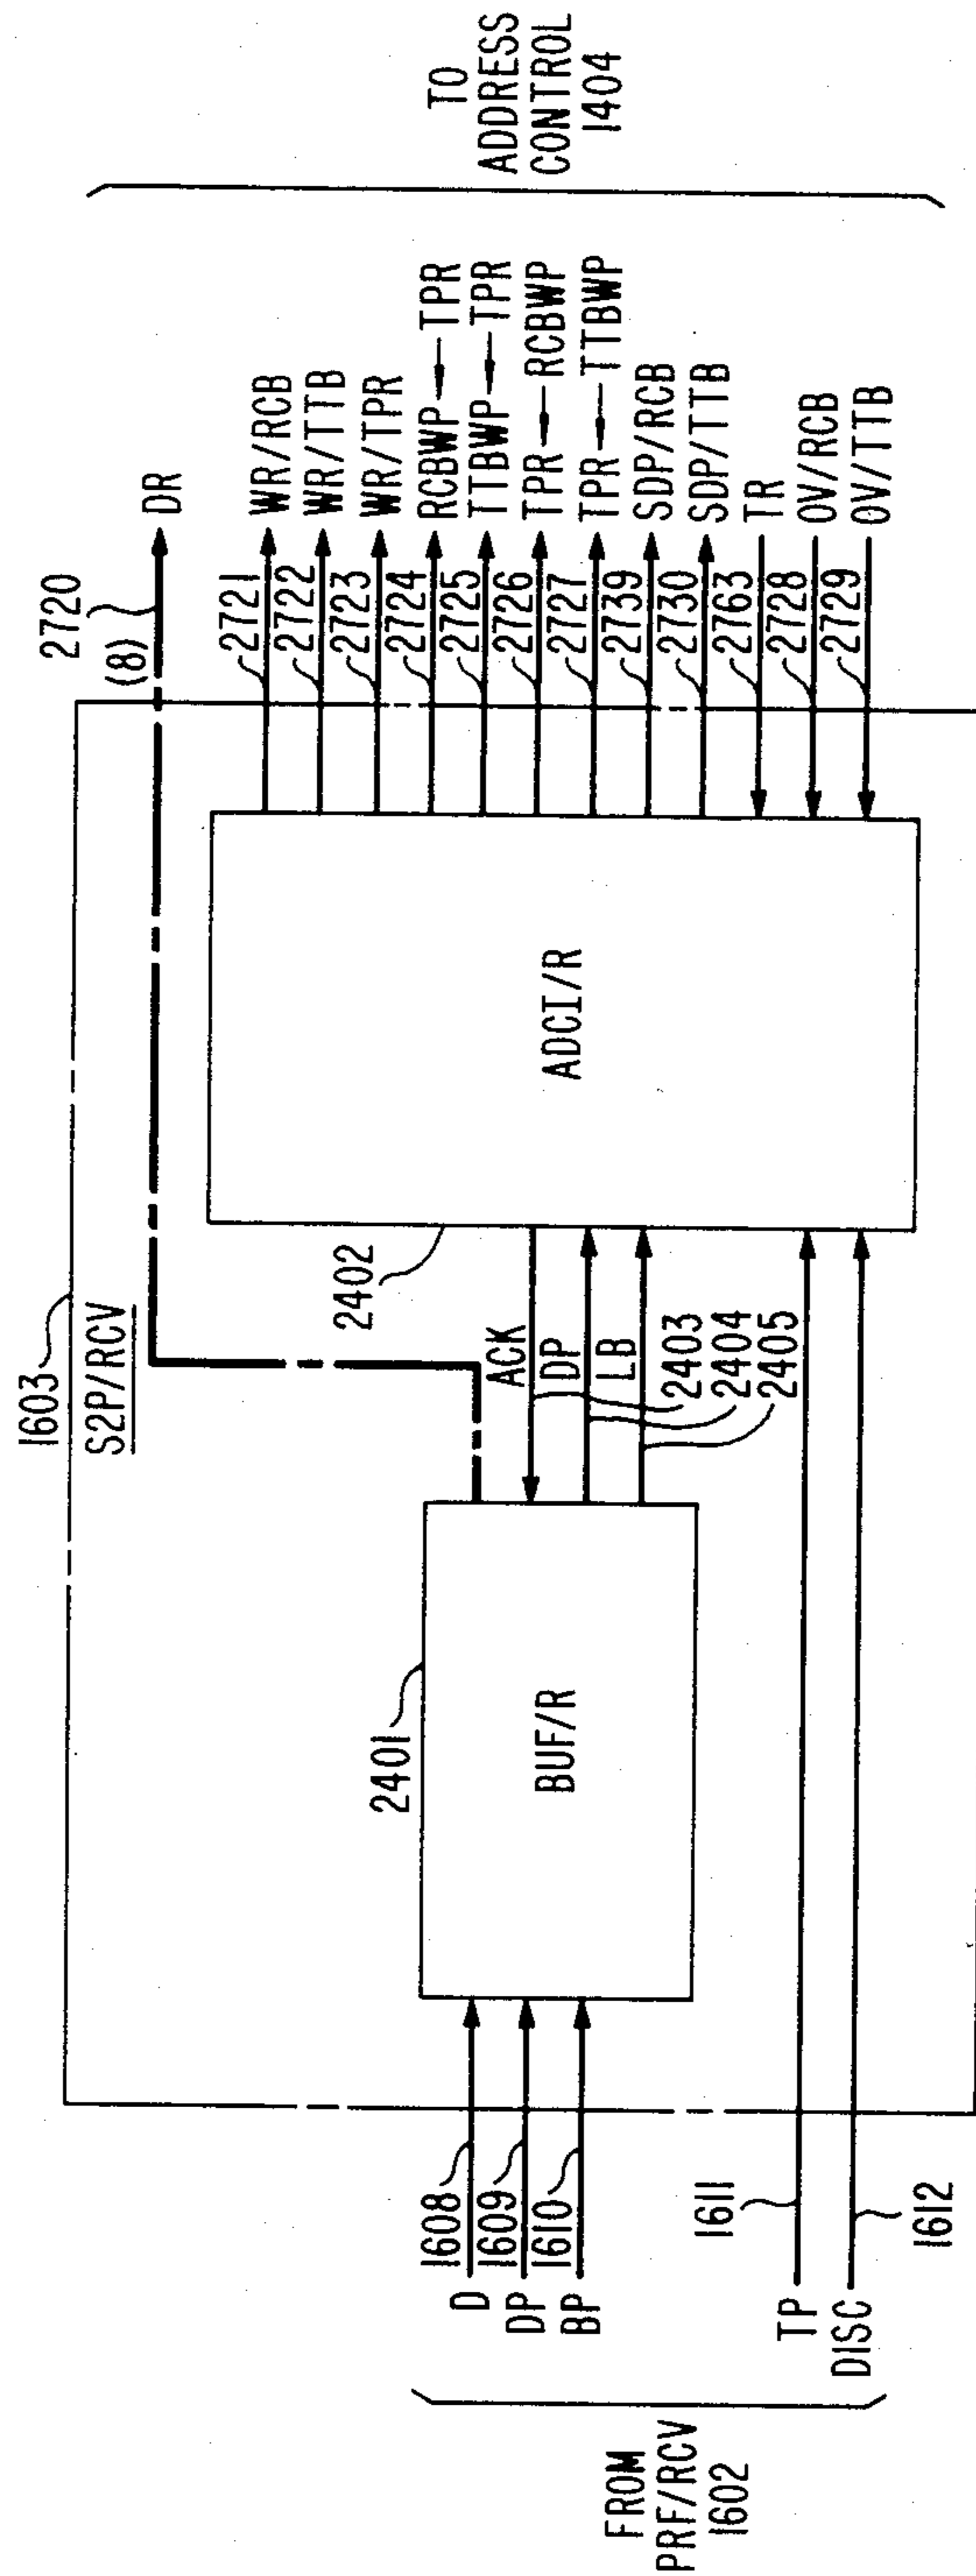 1603
S2P/RCV
2720
(8)
DR
2721
WR/RCB
2722
WR/TTB
2723
WR/TPR
2724
RCBWP→TPR
2725
TTBWP→TPR
2726
TPR→RCBWP
2727
TPR→TTBWP
2739
SDP/RCB
2730
SDP/TTB
2763
TR
2728
OV/RCB
2729
OV/TTB
TO
ADDRESS
CONTROL
1404
2402
ADCI/R
ACK
DP
LB
2403
2404
2405
2401
BUF/R
1608
D
1609
DP
1610
BP
1611
TP
1612
DISC
FROM
PRF/RCV
1602